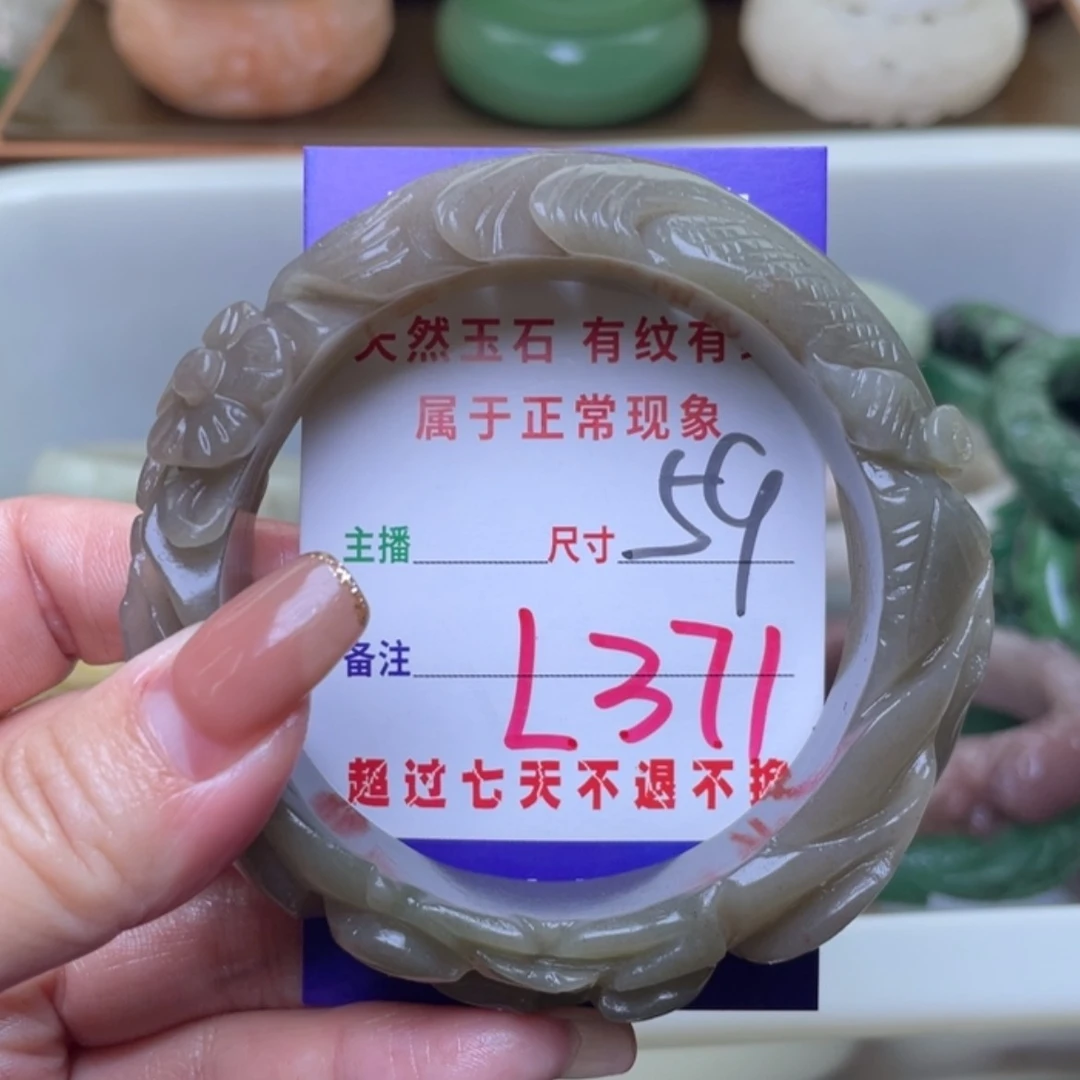 天然玉石 有纹有
属于正常现象
主播 尺寸 59
备注 L371
超过七天不退不换